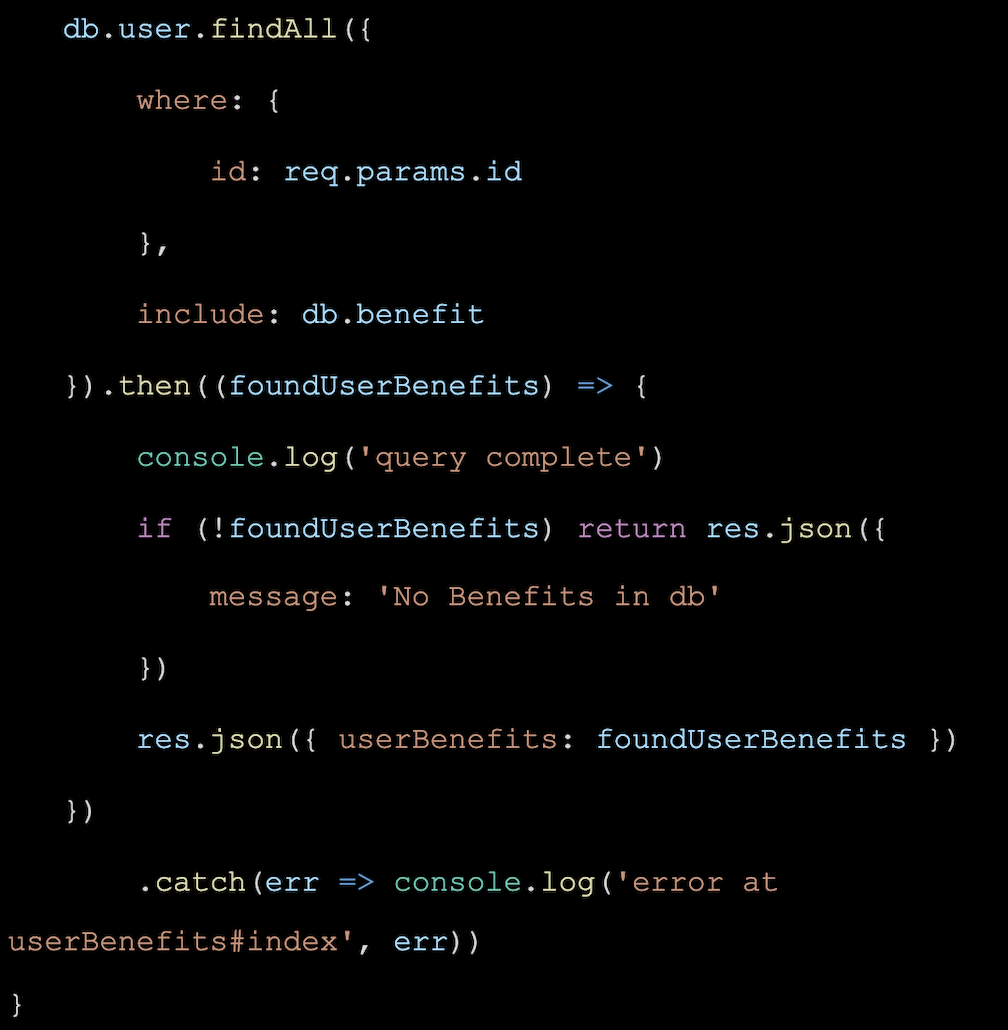 db.user.findAll({
where: {
id: req.params.id
},
include: db.benefit
}).then((foundUserBenefits) => {
console.log('query complete')
if (!foundUserBenefits) return res.json({
message: 'No Benefits in db'
})
res.json({ userBenefits: foundUserBenefits })
})
.catch(err => console.log('error at
userBenefits#index', err))
}